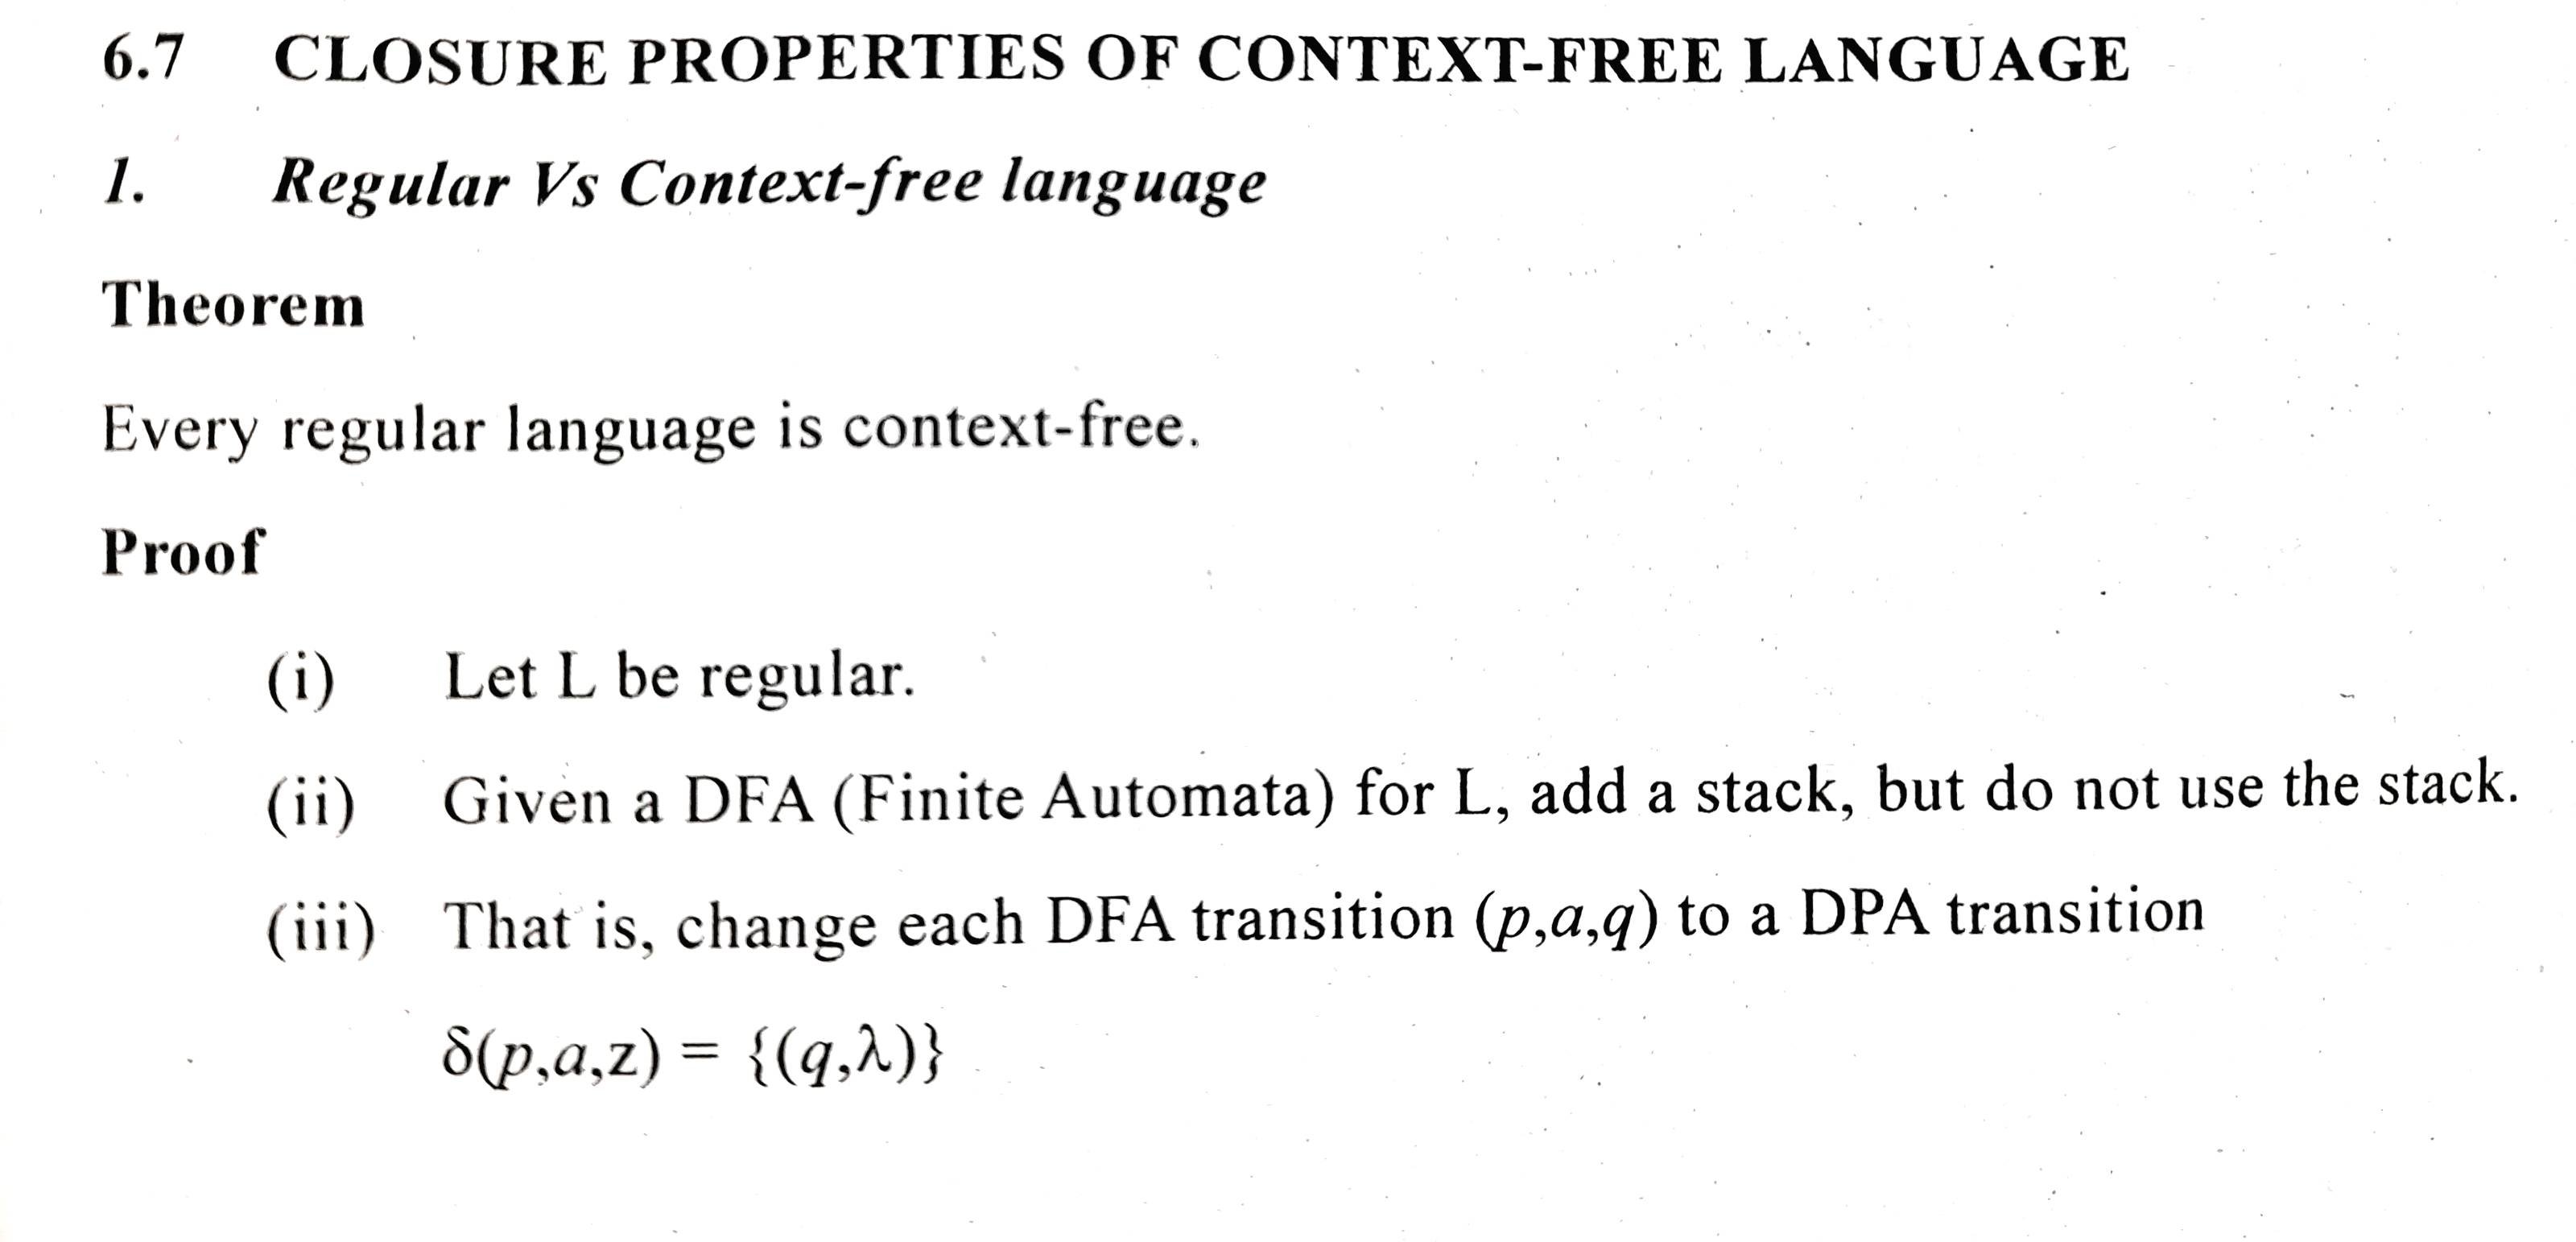 6.7 CLOSURE PROPERTIES OF CONTEXT-FREE LANGUAGE
1. Regular Vs Context-free language
Theorem
Every regular language is context-free.
Proof
(i) Let L be regular.
(ii) Given a DFA (Finite Automata) for L, add a stack, but do not use the stack.
(iii) That is, change each DFA transition (p,a,q) to a DPA transition
δ(p,a,z) = {(q,λ)}